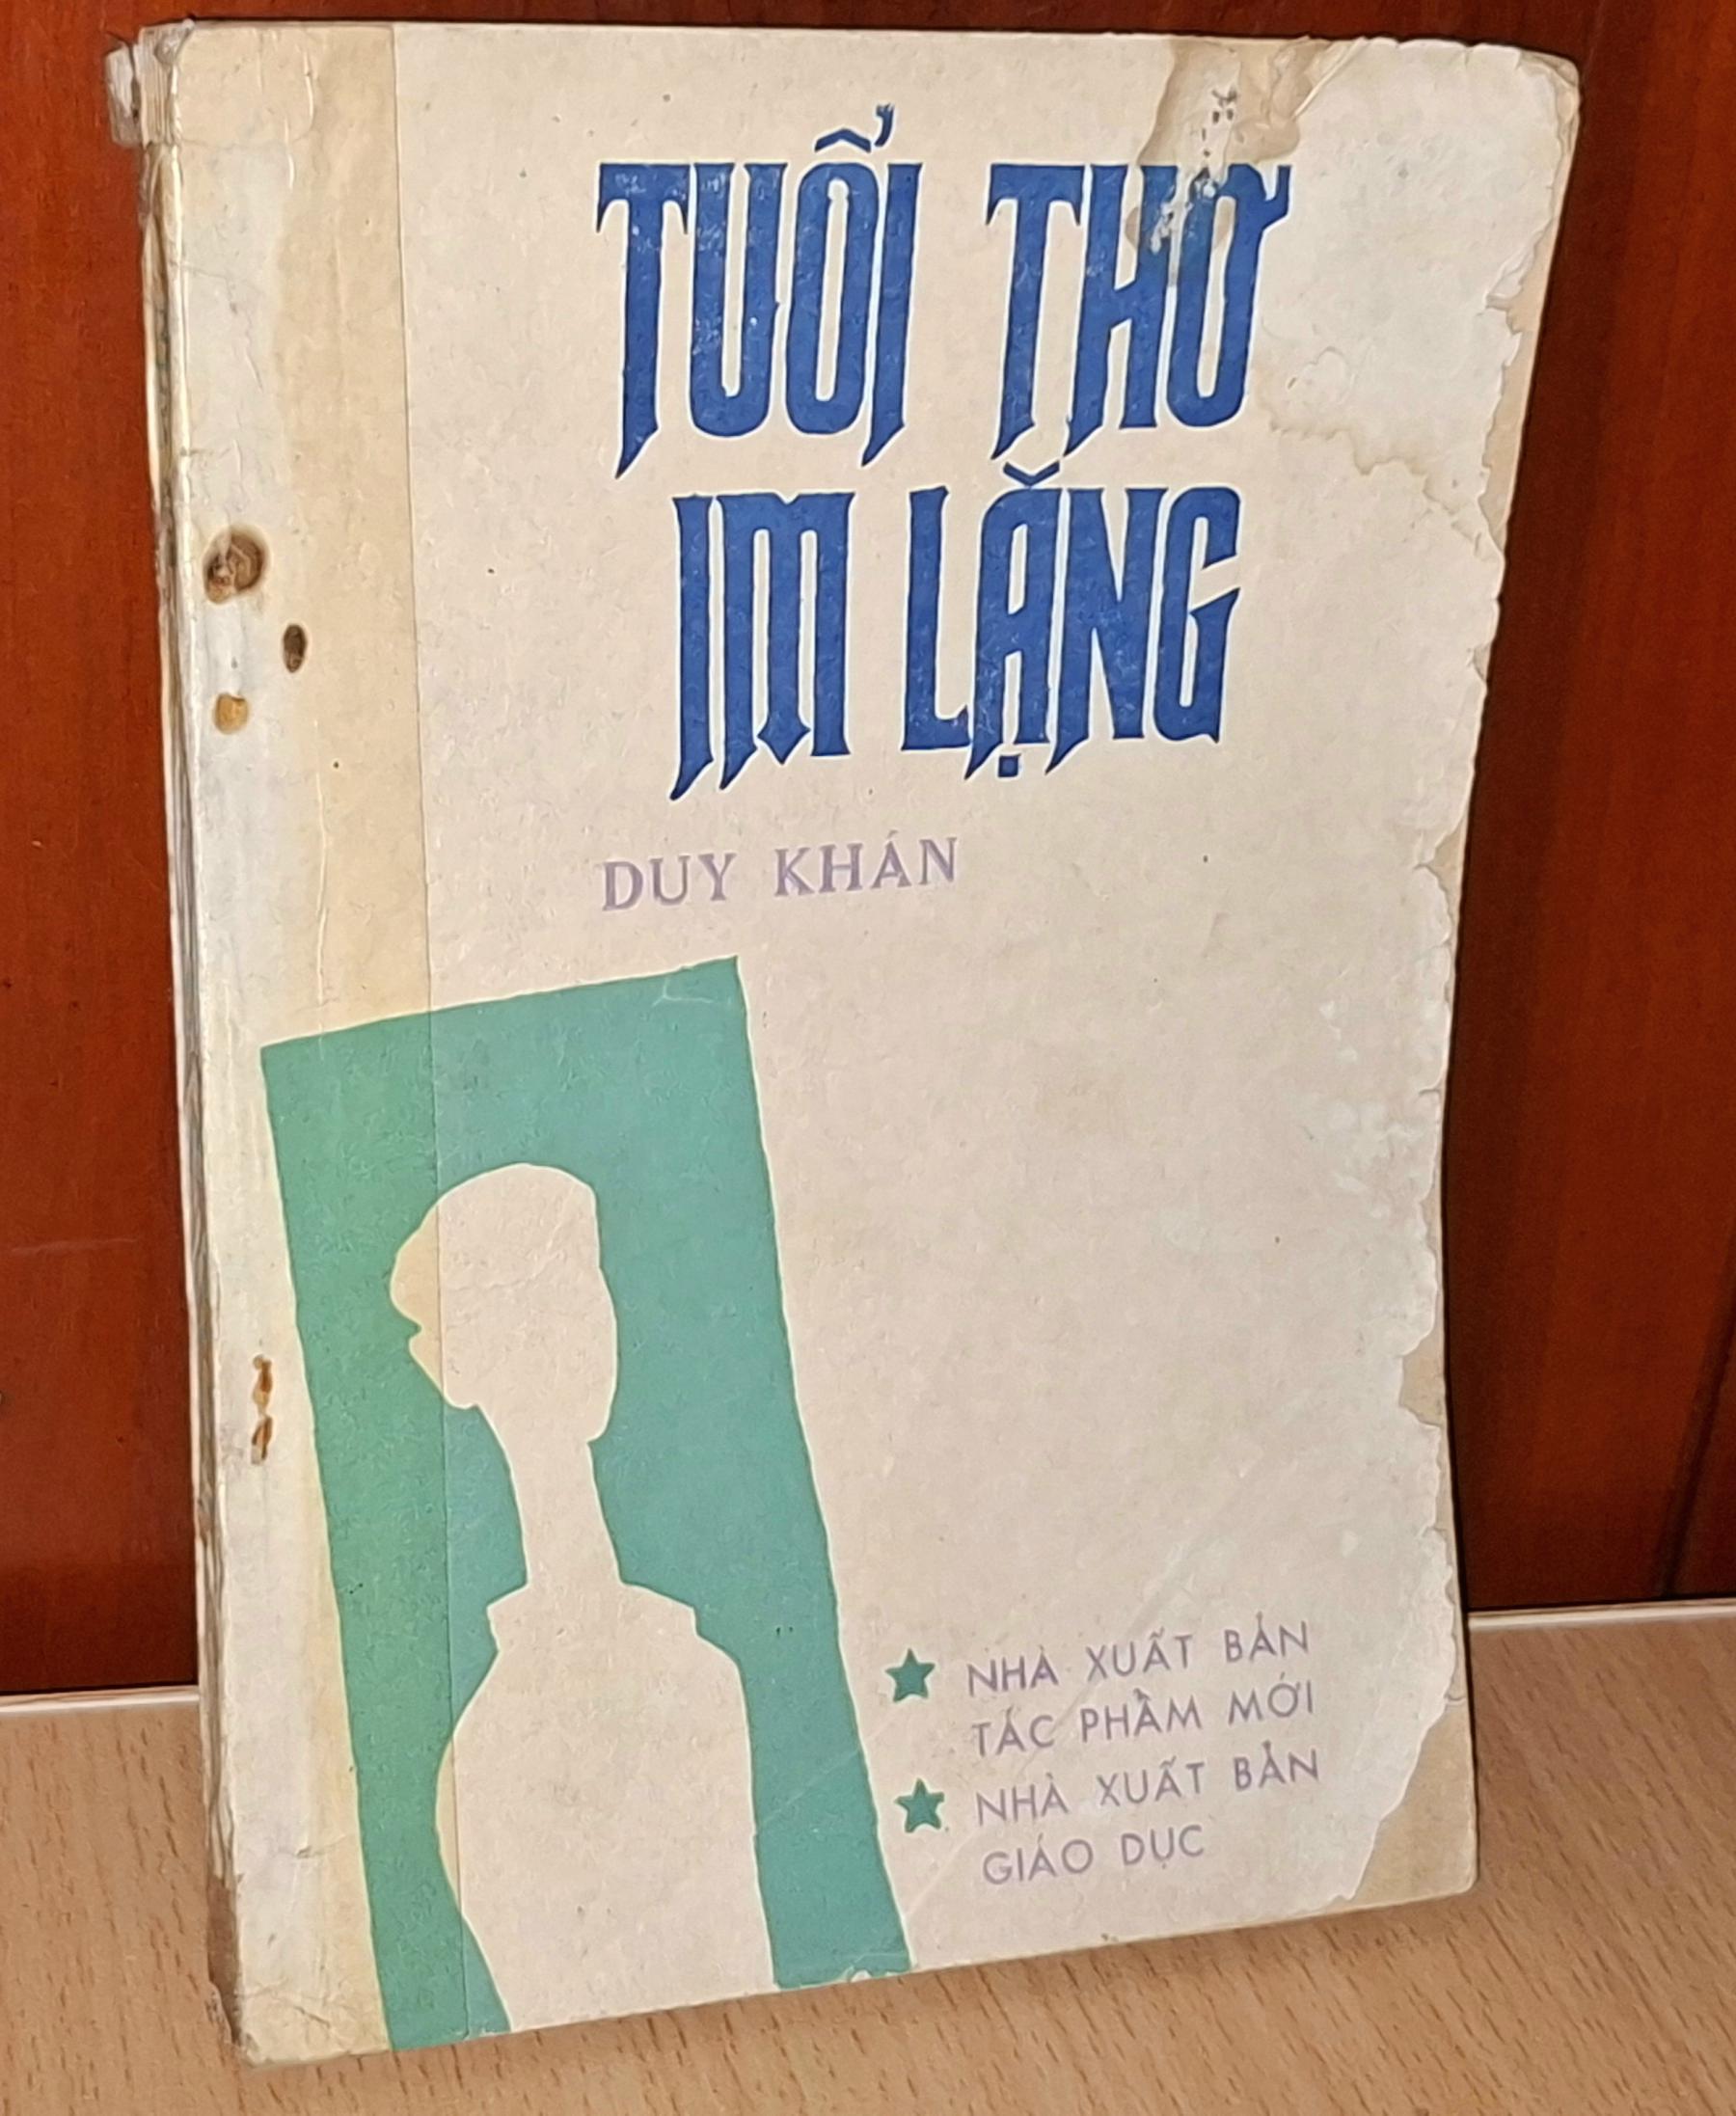 TUỔI THƠ
IM LẶNG
DUY KHÁN
★ NHÀ XUẤT BẢN
TÁC PHẨM MỚI
★ NHÀ XUẤT BẢN
GIÁO DỤC